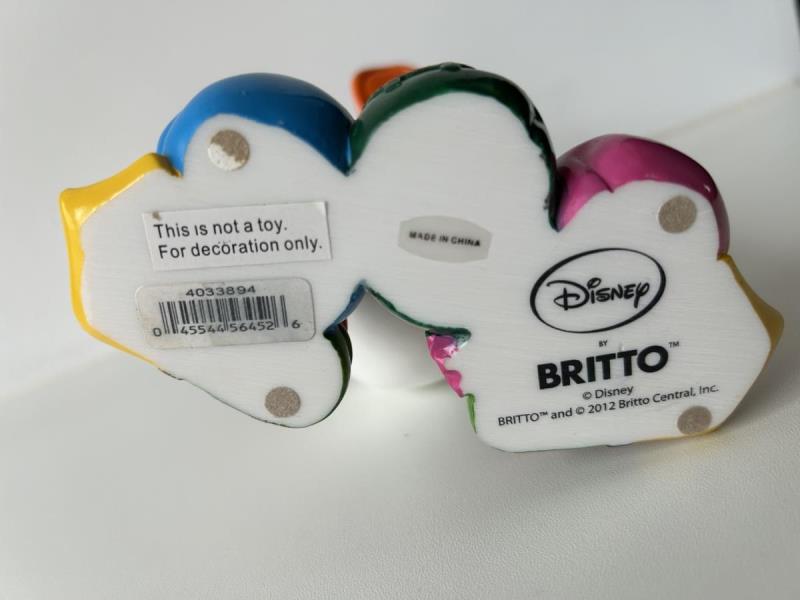 This is not a toy.
For decoration only.
MADE IN CHINA
4033894
0 45544 56452 6
Disney
BY
BRITTO™
© Disney
BRITTO™ and © 2012 Britto Central, Inc.